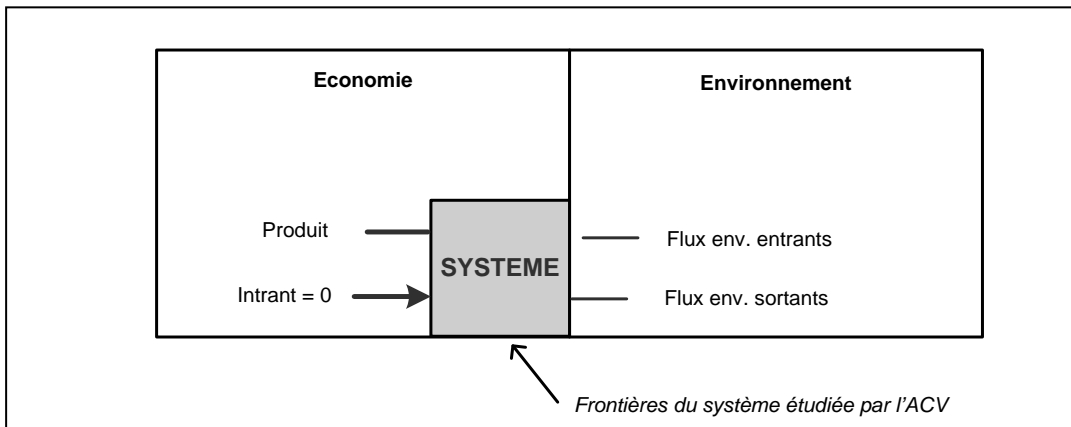 Economie
Environnement
Produit
Flux env. entrants
SYSTEME
Intrant = 0
Flux env. sortants
Frontières du système étudiée par l'ACV